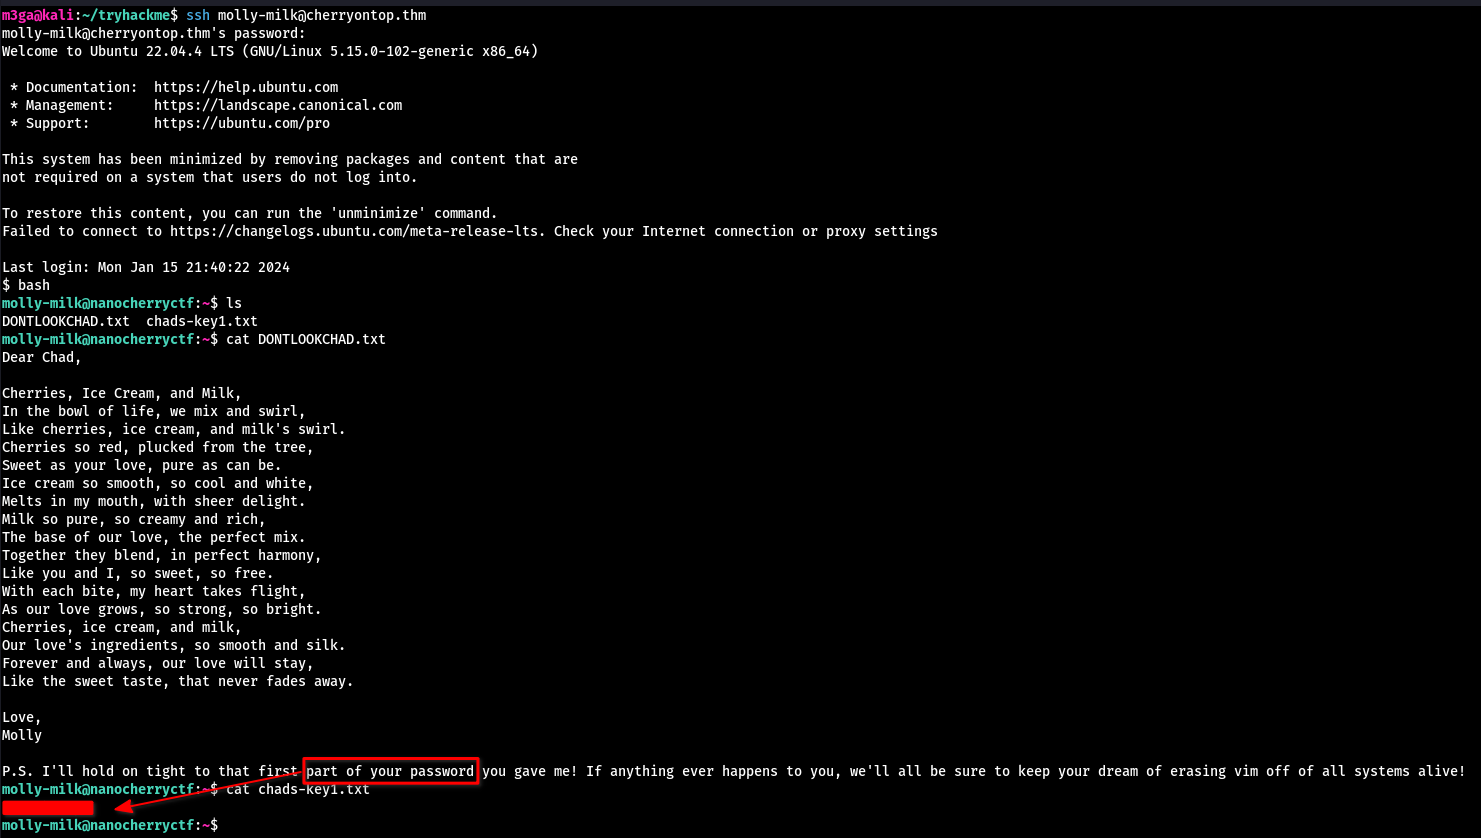 m3ga@kali:~/tryhackme$ ssh molly-milk@cherryontop.thm
molly-milk@cherryontop.thm's password:
Welcome to Ubuntu 22.04.4 LTS (GNU/Linux 5.15.0-102-generic x86_64)
* Documentation:  https://help.ubuntu.com
* Management:     https://landscape.canonical.com
* Support:        https://ubuntu.com/pro
This system has been minimized by removing packages and content that are
not required on a system that users do not log into.
To restore this content, you can run the 'unminimize' command.
Failed to connect to https://changelogs.ubuntu.com/meta-release-lts. Check your Internet connection or proxy settings
Last login: Mon Jan 15 21:40:22 2024
$ bash
molly-milk@nanocherryctf:~$ ls
DONTLOOKCHAD.txt  chads-key1.txt
molly-milk@nanocherryctf:~$ cat DONTLOOKCHAD.txt
Dear Chad,
Cherries, Ice Cream, and Milk,
In the bowl of life, we mix and swirl,
Like cherries, ice cream, and milk's swirl.
Cherries so red, plucked from the tree,
Sweet as your love, pure as can be.
Ice cream so smooth, so cool and white,
Melts in my mouth, with sheer delight.
Milk so pure, so creamy and rich,
The base of our love, the perfect mix.
Together they blend, in perfect harmony,
Like you and I, so sweet, so free.
With each bite, my heart takes flight,
As our love grows, so strong, so bright.
Cherries, ice cream, and milk,
Our love's ingredients, so smooth and silk.
Forever and always, our love will stay,
Like the sweet taste, that never fades away.
Love,
Molly
P.S. I'll hold on tight to that first part of your password you gave me! If anything ever happens to you, we'll all be sure to keep your dream of erasing vim off of all systems alive!
molly-milk@nanocherryctf:~$ cat chads-key1.txt
molly-milk@nanocherryctf:~$